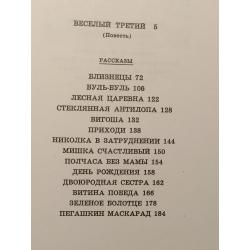 ВЕСЕЛЫЙ ТРЕТИЙ 5
(Повесть)
РАССКАЗЫ
БЛИЗНЕЦЫ 72
БУЛЬ-БУЛЬ 106
ЛЕСНАЯ ЦАРЕВНА 122
СТЕКЛЯННАЯ АНТИЛОПА 128
ВИГОША 132
ПРИХОДИ 138
НИКОЛКА В ЗАТРУДНЕНИИ 144
МИШКА СЧАСТЛИВЫЙ 150
ПОЛЧАСА БЕЗ МАМЫ 154
ДЕНЬ РОЖДЕНИЯ 158
ДВОЮРОДНАЯ СЕСТРА 162
ВИТИНА ПОБЕДА 166
ЗЕЛЕНОЕ БОЛОТЦЕ 178
ПЕГАШКИН МАСКАРАД 184